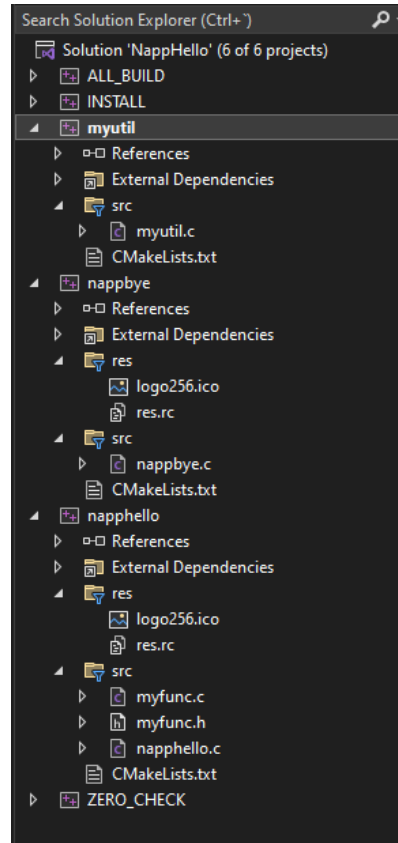 Search Solution Explorer (Ctrl+`)
Solution 'NappHello' (6 of 6 projects)
ALL_BUILD
INSTALL
myutil
References
External Dependencies
src
myutil.c
CMakeLists.txt
nappbye
References
External Dependencies
res
logo256.ico
res.rc
src
nappbye.c
CMakeLists.txt
napphello
References
External Dependencies
res
logo256.ico
res.rc
src
myfunc.c
myfunc.h
napphello.c
CMakeLists.txt
ZERO_CHECK